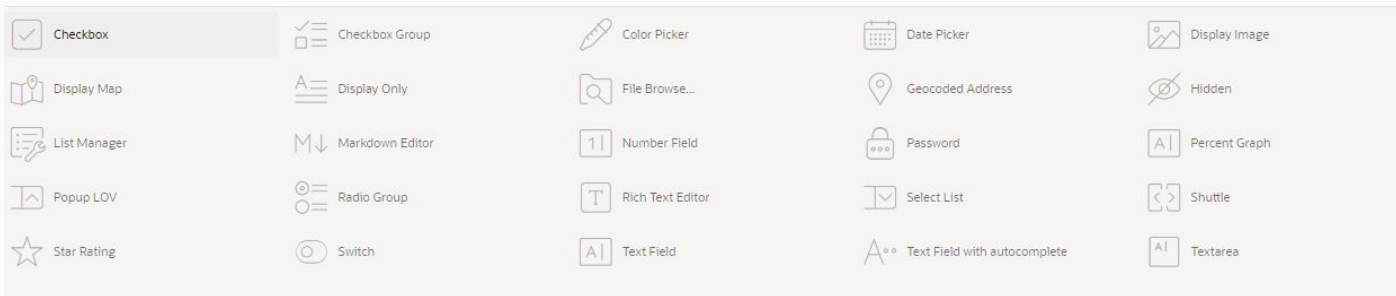 Checkbox
Checkbox Group
Color Picker
Date Picker
Display Image
Display Map
Display Only
File Browse...
Geocoded Address
Hidden
List Manager
Markdown Editor
Number Field
Password
Percent Graph
Popup LOV
Radio Group
Rich Text Editor
Select List
Shuttle
Star Rating
Switch
Text Field
Text Field with autocomplete
Textarea